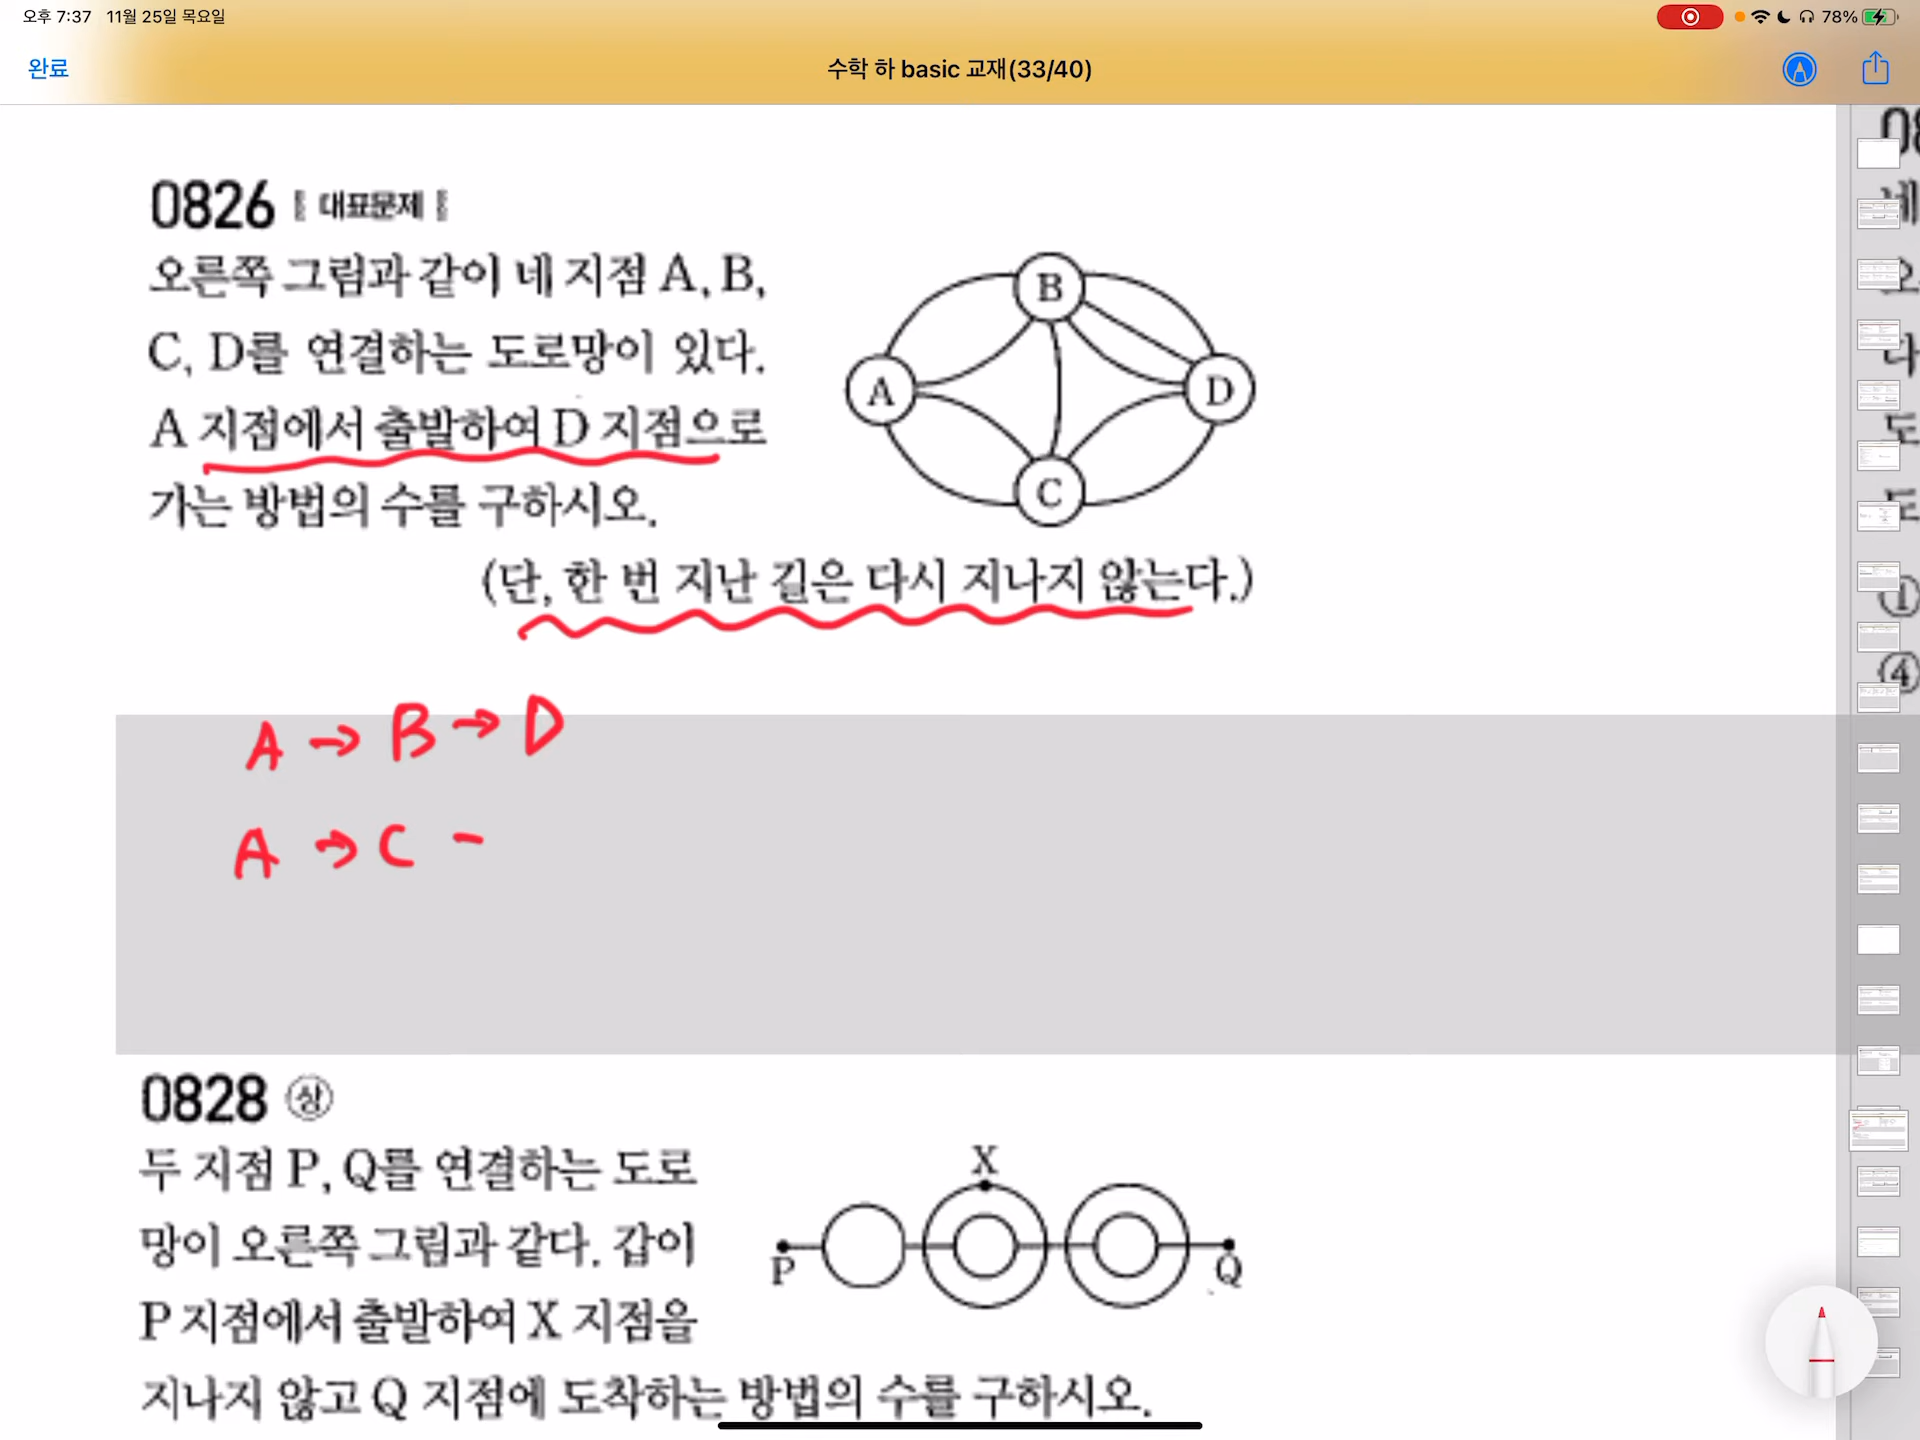 오후 7:37 11월 25일 목요일
78%
완료
수학 하 basic 교재(33/40)
0826 대표문제
오른쪽 그림과 같이 네 지점 A, B,
C, D를 연결하는 도로망이 있다.
A 지점에서 출발하여 D 지점으로
가는 방법의 수를 구하시오.
(단, 한 번 지난 길은 다시 지나지 않는다.)
B
A
D
C
A → B → D
A → C -
0828 상
두 지점 P, Q를 연결하는 도로
망이 오른쪽 그림과 같다. 갑이
P 지점에서 출발하여 X 지점을
지나지 않고 Q 지점에 도착하는 방법의 수를 구하시오.
X
P
Q
08
네
다
도
①
④